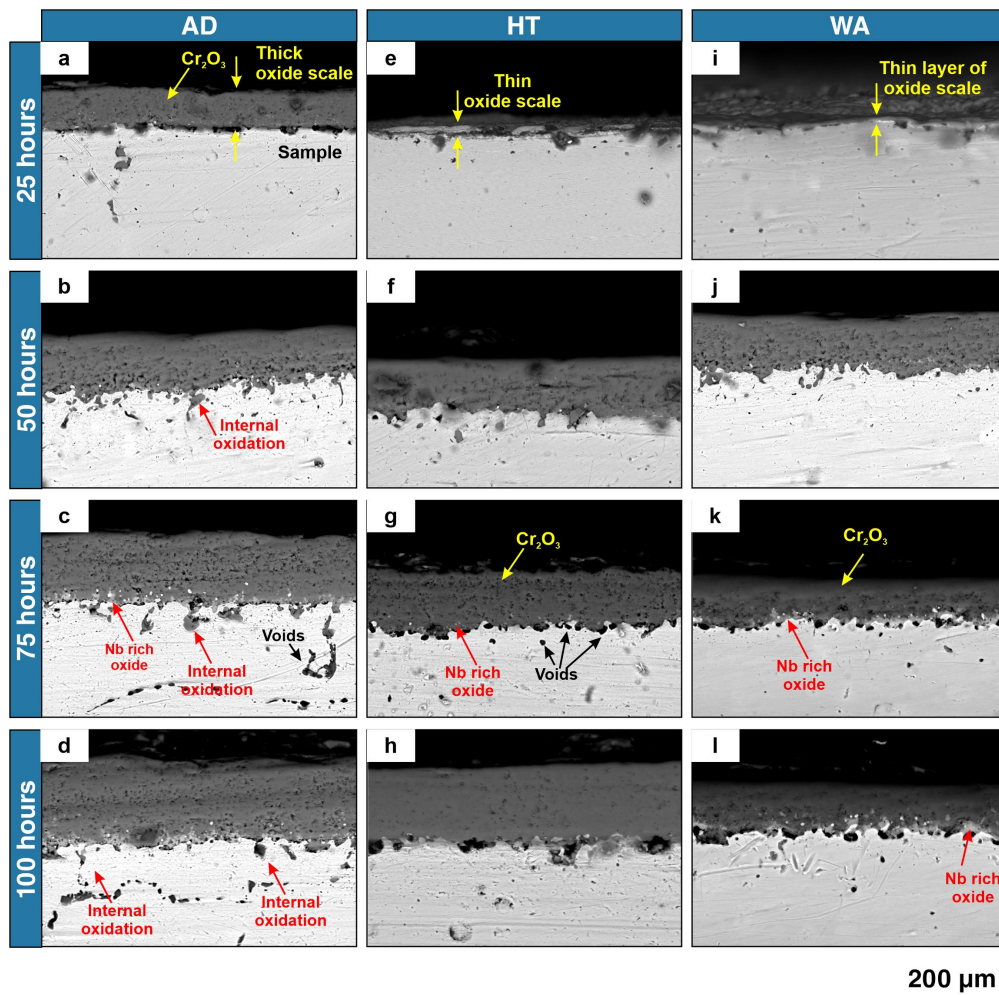 AD
HT
WA
25 hours
a
Cr₂O₃
Thick
oxide scale
Sample
e
Thin
oxide scale
i
Thin layer of
oxide scale
50 hours
b
Internal
oxidation
f
j
75 hours
c
Nb rich
oxide
Internal
oxidation
Voids
g
Cr₂O₃
Nb rich
oxide
Voids
k
Cr₂O₃
Nb rich
oxide
100 hours
d
Internal
oxidation
Internal
oxidation
h
l
Nb rich
oxide
200 µm